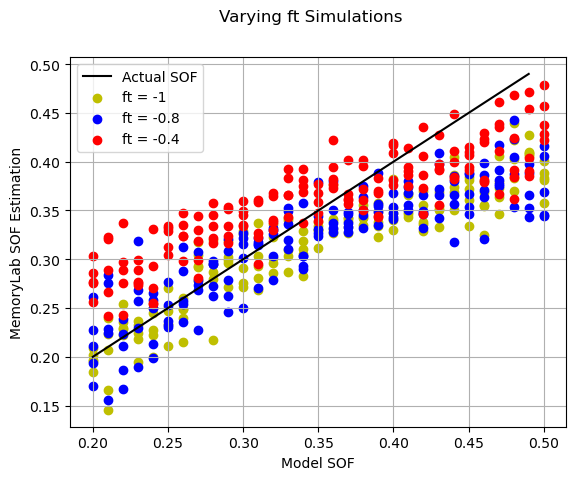 Varying ft Simulations
Actual SOF
ft = -1
ft = -0.8
ft = -0.4
MemoryLab SOF Estimation
0.50
0.45
0.40
0.35
0.30
0.25
0.20
0.15
0.20 0.25 0.30 0.35 0.40 0.45 0.50
Model SOF